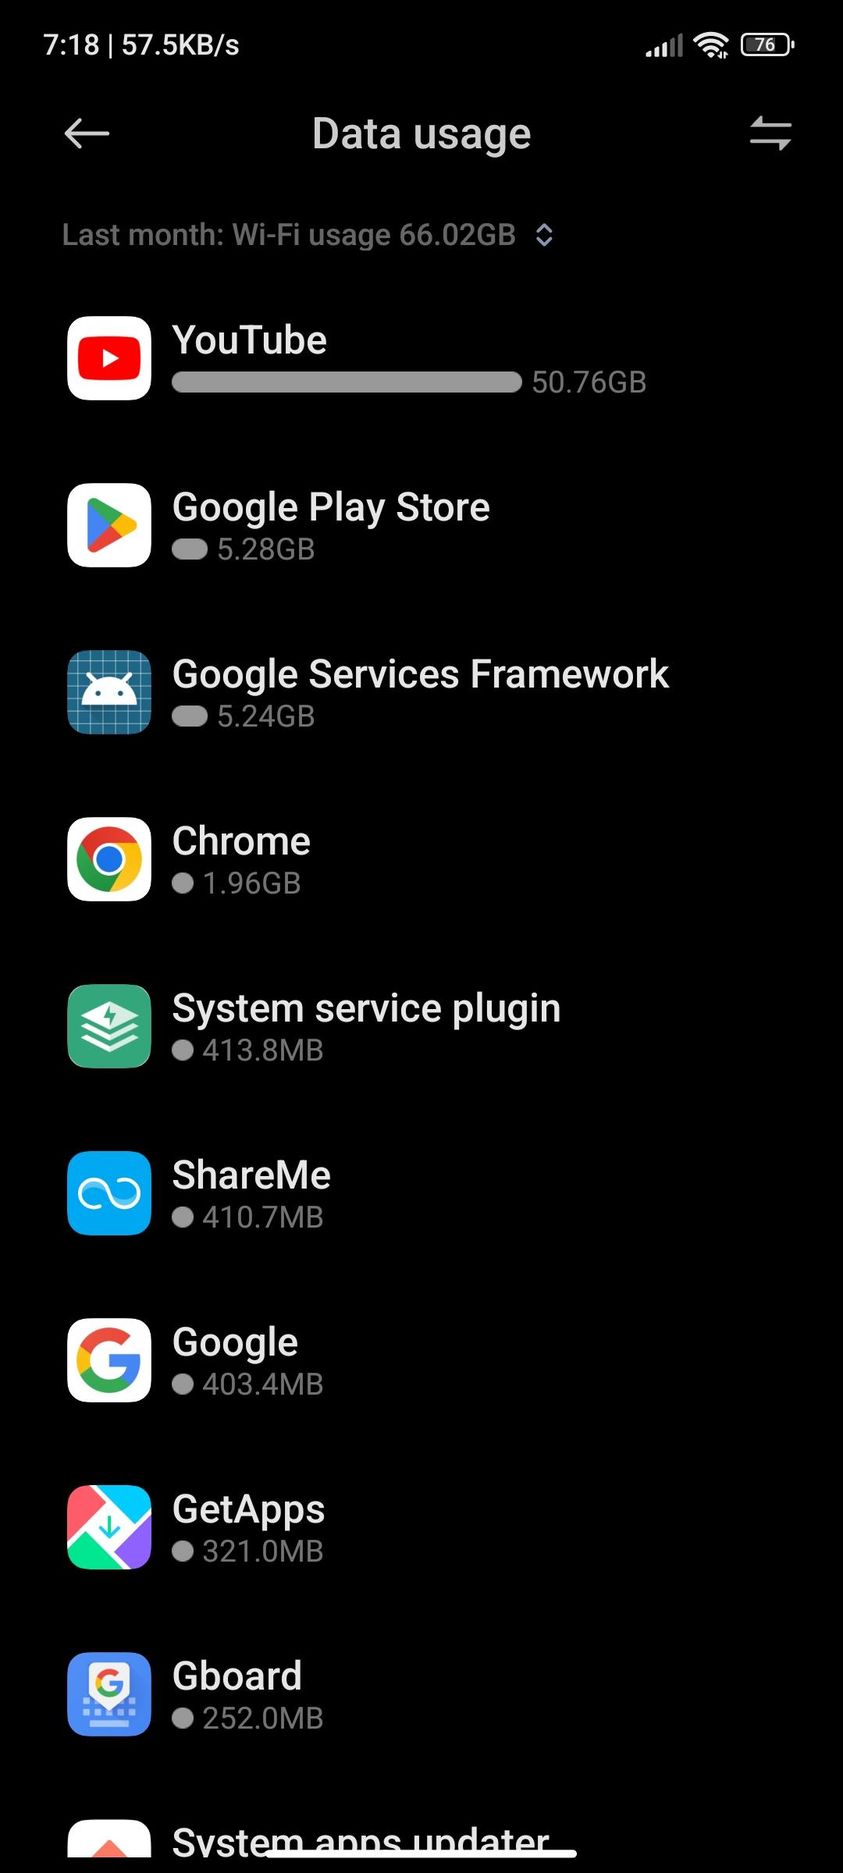 7:18 | 57.5KB/s 76
Data usage
Last month: Wi-Fi usage 66.02GB
YouTube
50.76GB
Google Play Store
5.28GB
Google Services Framework
5.24GB
Chrome
1.96GB
System service plugin
413.8MB
ShareMe
410.7MB
Google
403.4MB
GetApps
321.0MB
Gboard
252.0MB
System apps updater